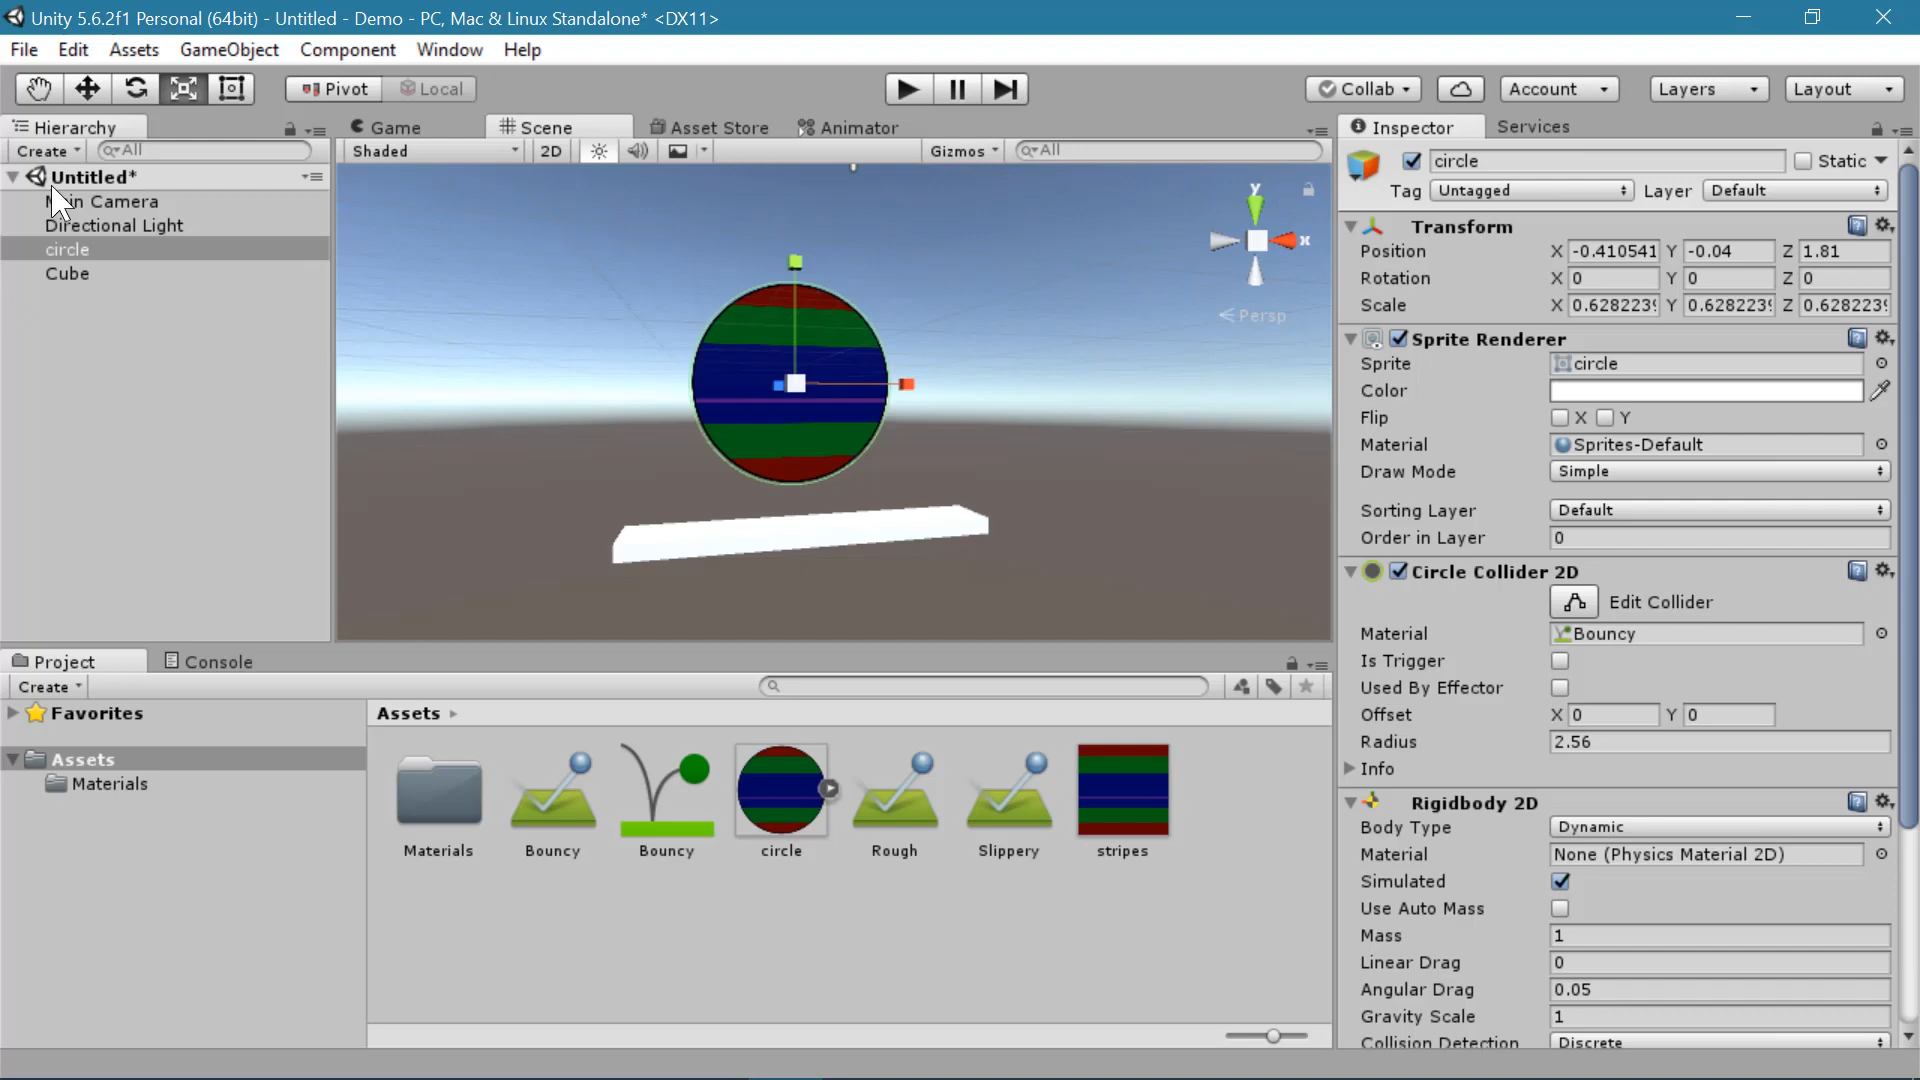 Unity 5.6.2f1 Personal (64bit) - Untitled - Demo - PC, Mac & Linux Standalone* <DX11>
File Edit Assets GameObject Component Window Help
Pivot Local Collab Account Layers Layout
Hierarchy Game Scene Asset Store Animator Inspector Services
Create All Shaded 2D Gizmos All
Untitled*
Main Camera
Directional Light
circle
Cube
y
x
Persp
circle Static
Tag Untagged Layer Default
Transform
Position X -0.410541 Y -0.04 Z 1.81
Rotation X 0 Y 0 Z 0
Scale X 0.628223 Y 0.628223 Z 0.628223
Sprite Renderer
Sprite circle
Color
Flip X Y
Material Sprites-Default
Draw Mode Simple
Sorting Layer Default
Order in Layer 0
Circle Collider 2D
Edit Collider
Material Bouncy
Is Trigger
Used By Effector
Offset X 0 Y 0
Radius 2.56
Info
Rigidbody 2D
Body Type Dynamic
Material None (Physics Material 2D)
Simulated
Use Auto Mass
Mass 1
Linear Drag 0
Angular Drag 0.05
Gravity Scale 1
Collision Detection Discrete
Project Console
Create
Favorites
Assets
Materials
Assets
Materials Bouncy Bouncy circle Rough Slippery stripes